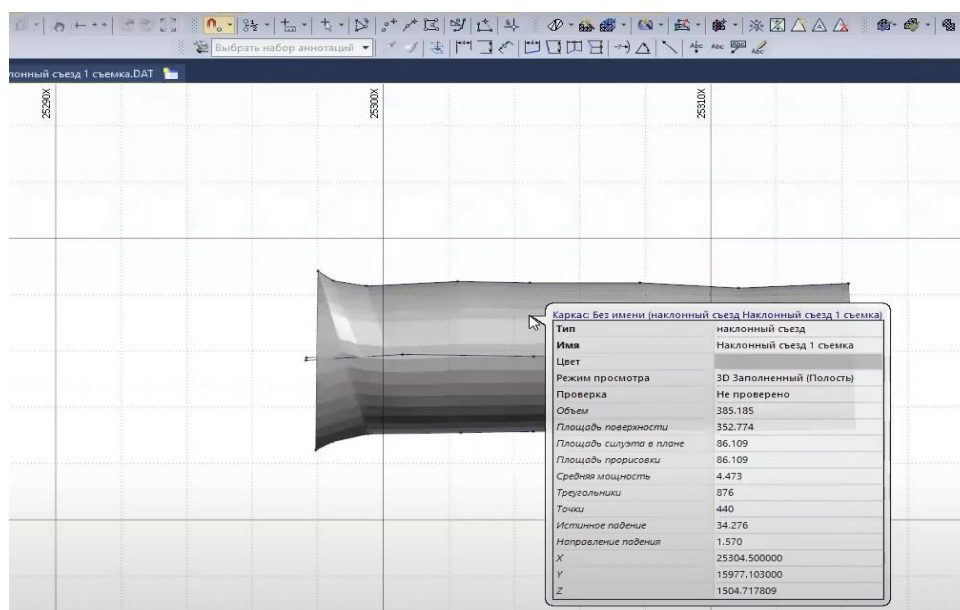 Выбрать набор аннотаций
Abc Abc
лонный съезд 1 съемка.DAT
25290X
25300X
25310X
Каркас: Без имени (наклонный съезд Наклонный съезд 1 съемка)
Тип наклонный съезд
Имя Наклонный съезд 1 съемка
Цвет
Режим просмотра 3D Заполненный (Полость)
Проверка Не проверено
Объем 385.185
Площадь поверхности 352.774
Площадь силуэта в плане 86.109
Площадь прорисовки 86.109
Средняя мощность 4.473
Треугольники 876
Точки 440
Истинное падение 34.276
Направление падения 1.570
X 25304.500000
Y 15977.103000
Z 1504.717809